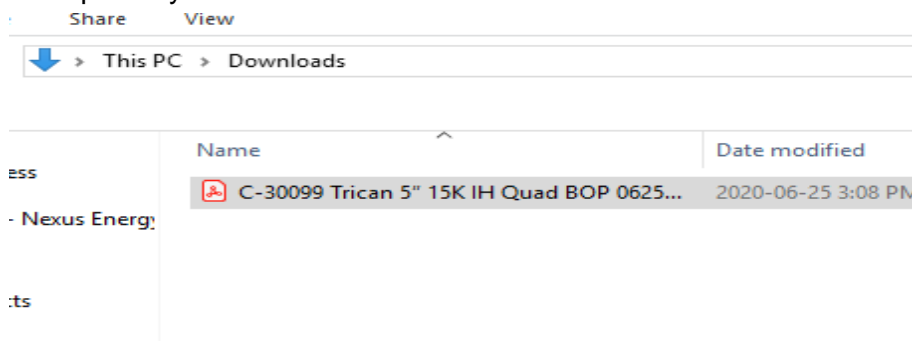 Share View
> This PC > Downloads
Name Date modified
ess
C-30099 Trican 5" 15K IH Quad BOP 0625... 2020-06-25 3:08 PM
- Nexus Energy
cts